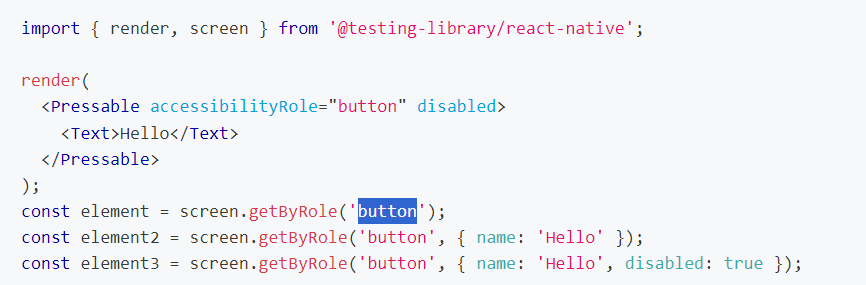 import { render, screen } from '@testing-library/react-native';
render(
<Pressable accessibilityRole="button" disabled>
<Text>Hello</Text>
</Pressable>
);
const element = screen.getByRole('button');
const element2 = screen.getByRole('button', { name: 'Hello' });
const element3 = screen.getByRole('button', { name: 'Hello', disabled: true });